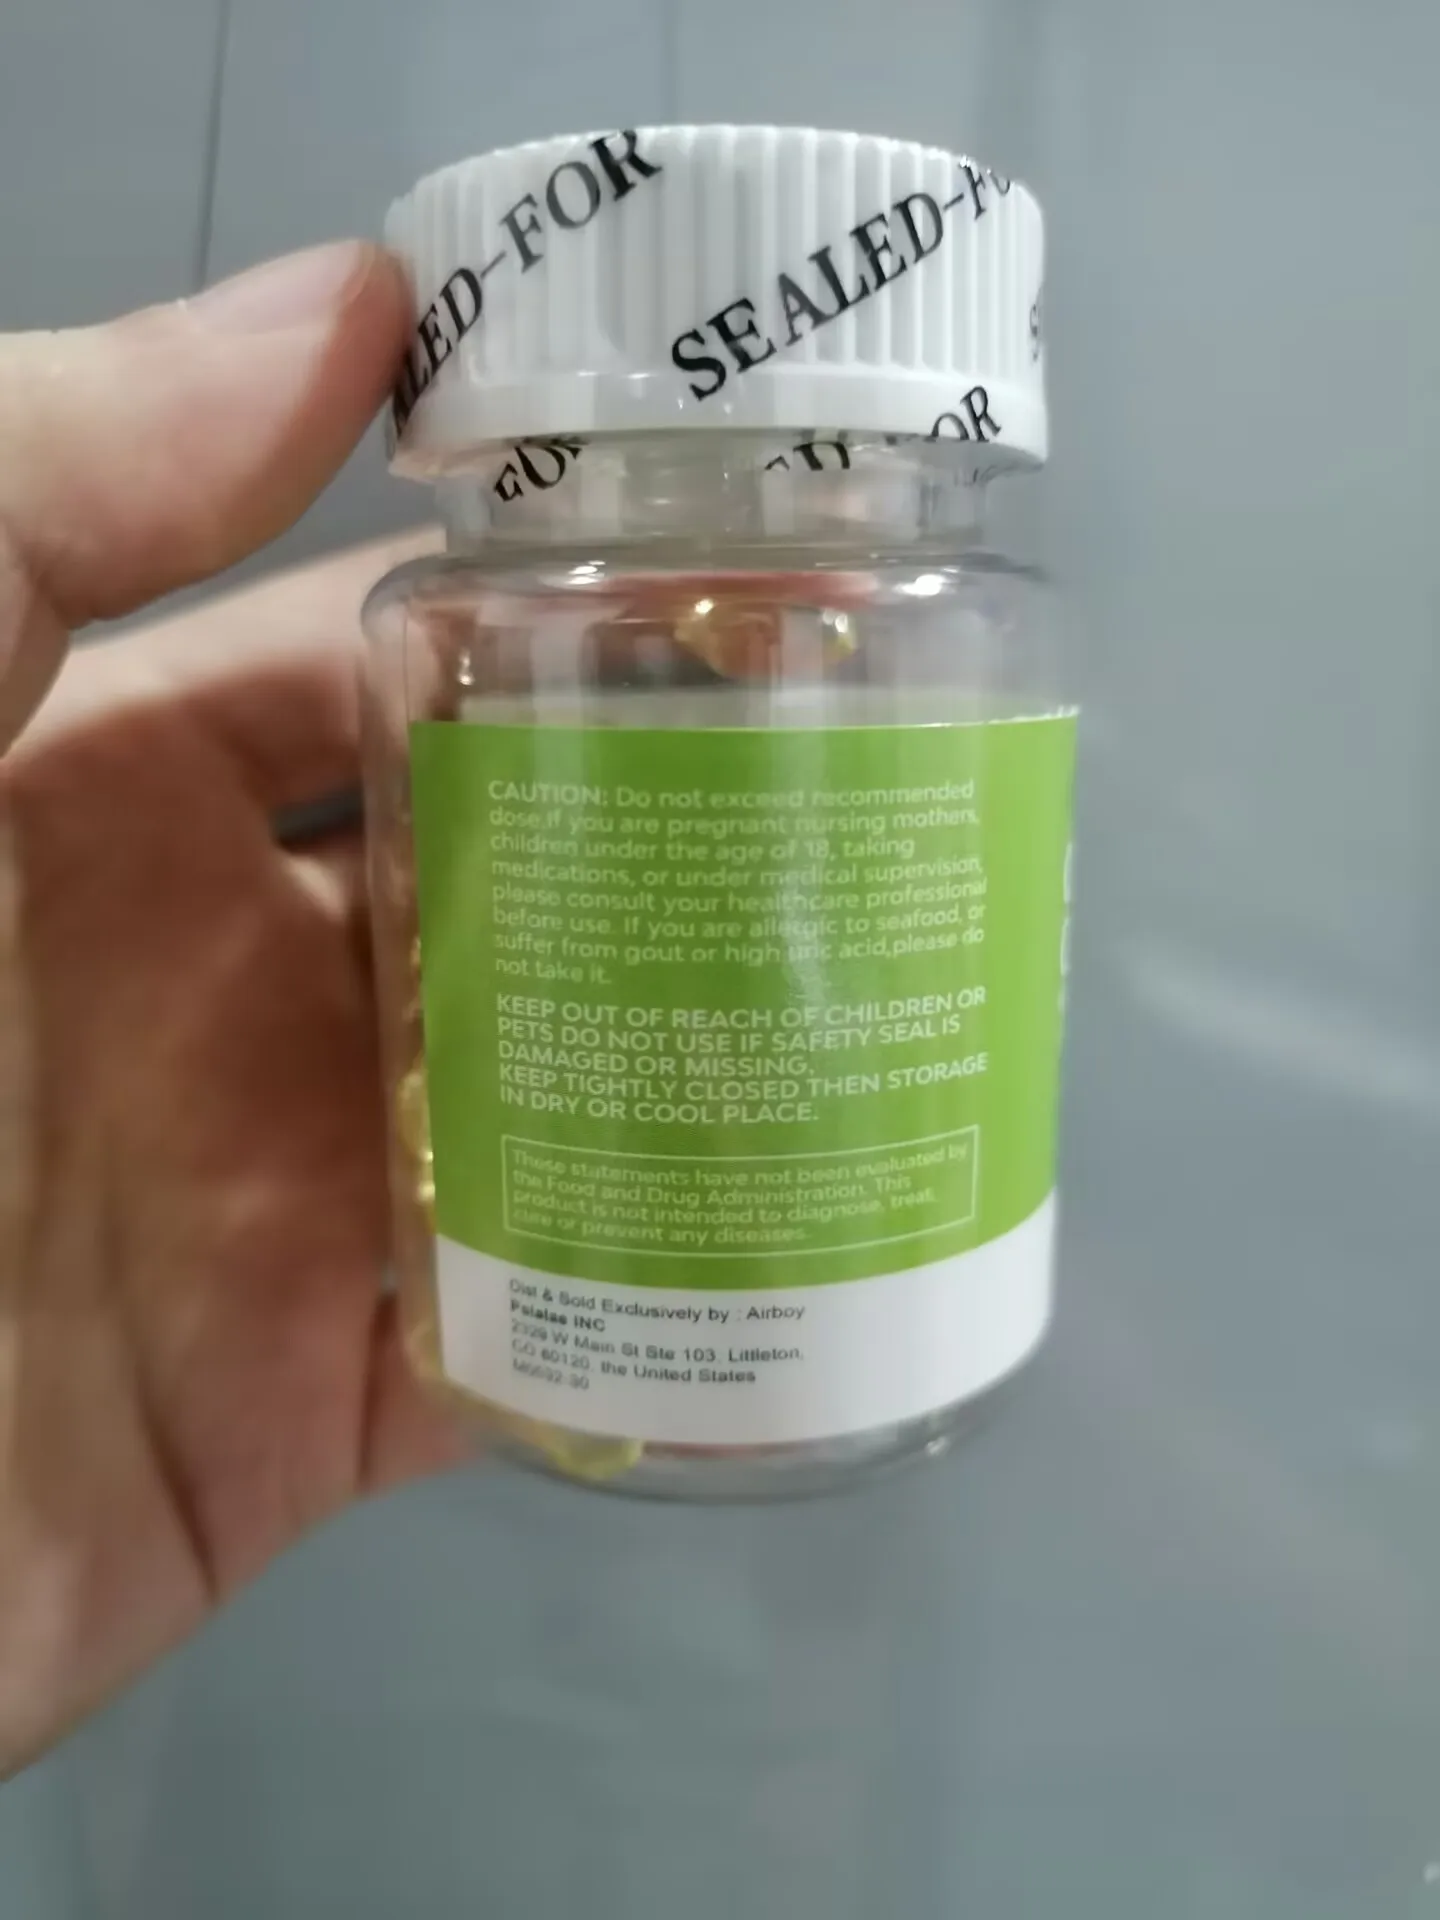 LED-FOR
SEALED-FO
FOR
ED
OR
CAUTION: Do not exceed recommended
dose,If you are pregnant nursing mothers,
children under the age of 18, taking
medications, or under medical supervision,
please consult your healthcare professional
before use. If you are allergic to seafood, or
suffer from gout or high uric acid,please do
not take it.
KEEP OUT OF REACH OF CHILDREN OR
PETS DO NOT USE IF SAFETY SEAL IS
DAMAGED OR MISSING.
KEEP TIGHTLY CLOSED THEN STORAGE
IN DRY OR COOL PLACE.
These statements have not been evaluated by
the Food and Drug Administration. This
product is not intended to diagnose, treat,
cure or prevent any diseases.
Dist & Sold Exclusively by : Airboy
INC
2329 W Main St Ste 103, Littleton,
CO 80120, the United States